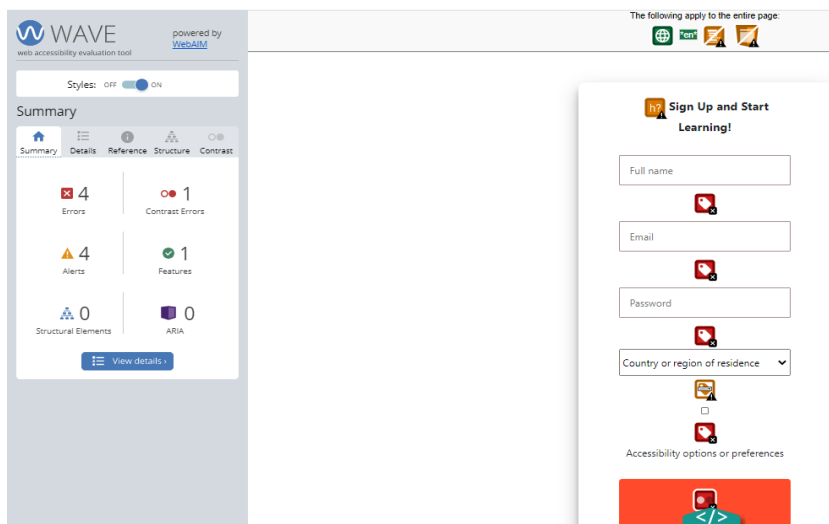 WAVE
web accessibility evaluation tool
powered by
WebAIM
Styles: OFF ON
Summary
Summary Details Reference Structure Contrast
4 1
Errors Contrast Errors
4 1
Alerts Features
0 0
Structural Elements ARIA
View details ›
The following apply to the entire page:
"en"
h? Sign Up and Start
Learning!
Full name
Email
Password
Country or region of residence
Accessibility options or preferences
</>